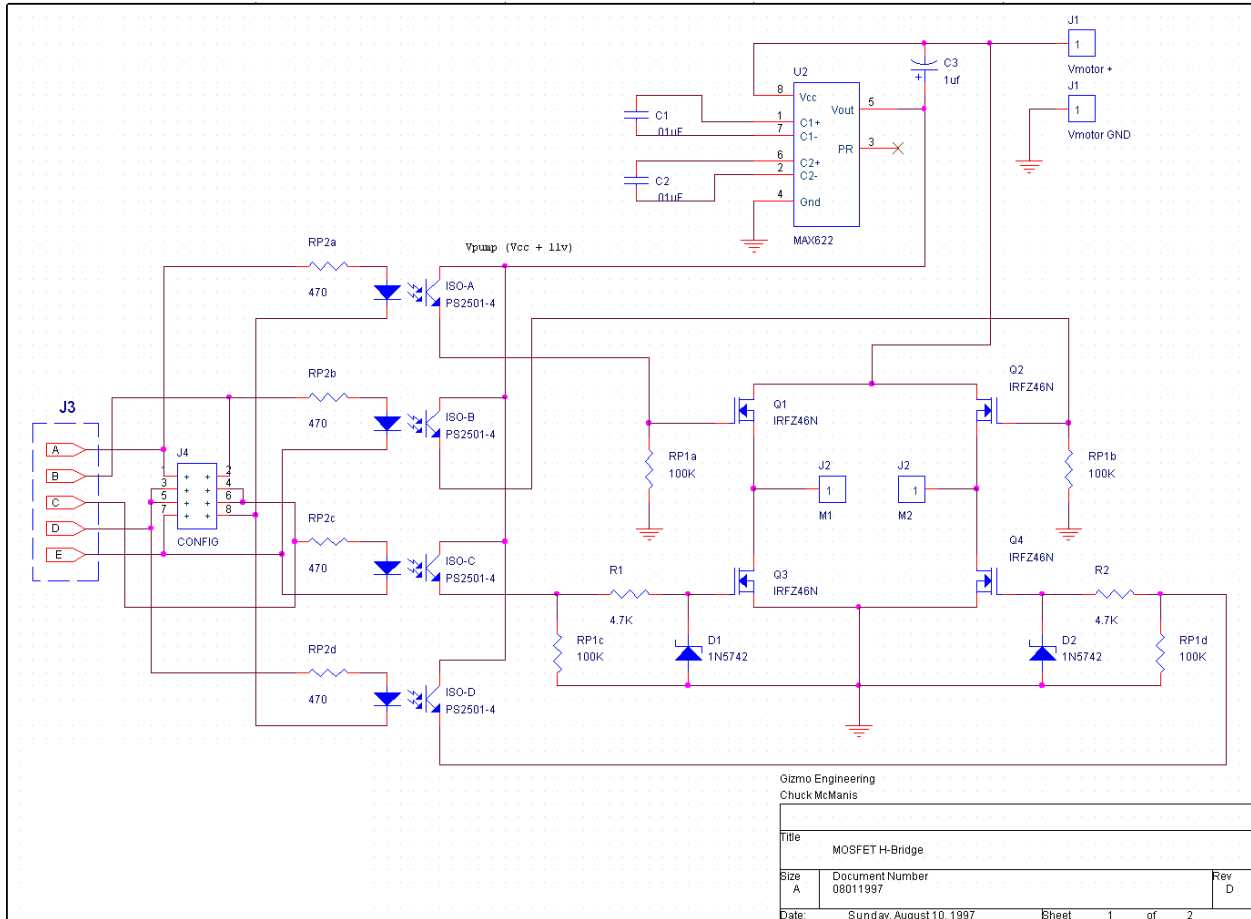 J1
1
Vmotor +
J1
1
Vmotor GND
C3
1uf
+
U2
MAX622
8
Vcc
1
C1+
7
C1-
6
C2+
2
C2-
4
Gnd
Vout
5
PR
3
C1
.01uF
C2
.01uF
Vpump (Vcc + 11v)
RP2a
470
ISO-A
PS2501-4
RP2b
470
ISO-B
PS2501-4
RP2c
470
ISO-C
PS2501-4
RP2d
470
ISO-D
PS2501-4
J3
A
B
C
D
E
J4
1 2
3 4
5 6
7 8
+ +
+ +
+ +
+ +
CONFIG
Q1
IRFZ46N
Q2
IRFZ46N
RP1a
100K
RP1b
100K
J2
1
M1
J2
1
M2
Q3
IRFZ46N
Q4
IRFZ46N
R1
4.7K
R2
4.7K
RP1c
100K
D1
1N5742
D2
1N5742
RP1d
100K
Gizmo Engineering
Chuck McManis
Title
MOSFET H-Bridge
Size
A
Document Number
08011997
Rev
D
Date:
Sunday, August 10, 1997
Sheet 1 of 2